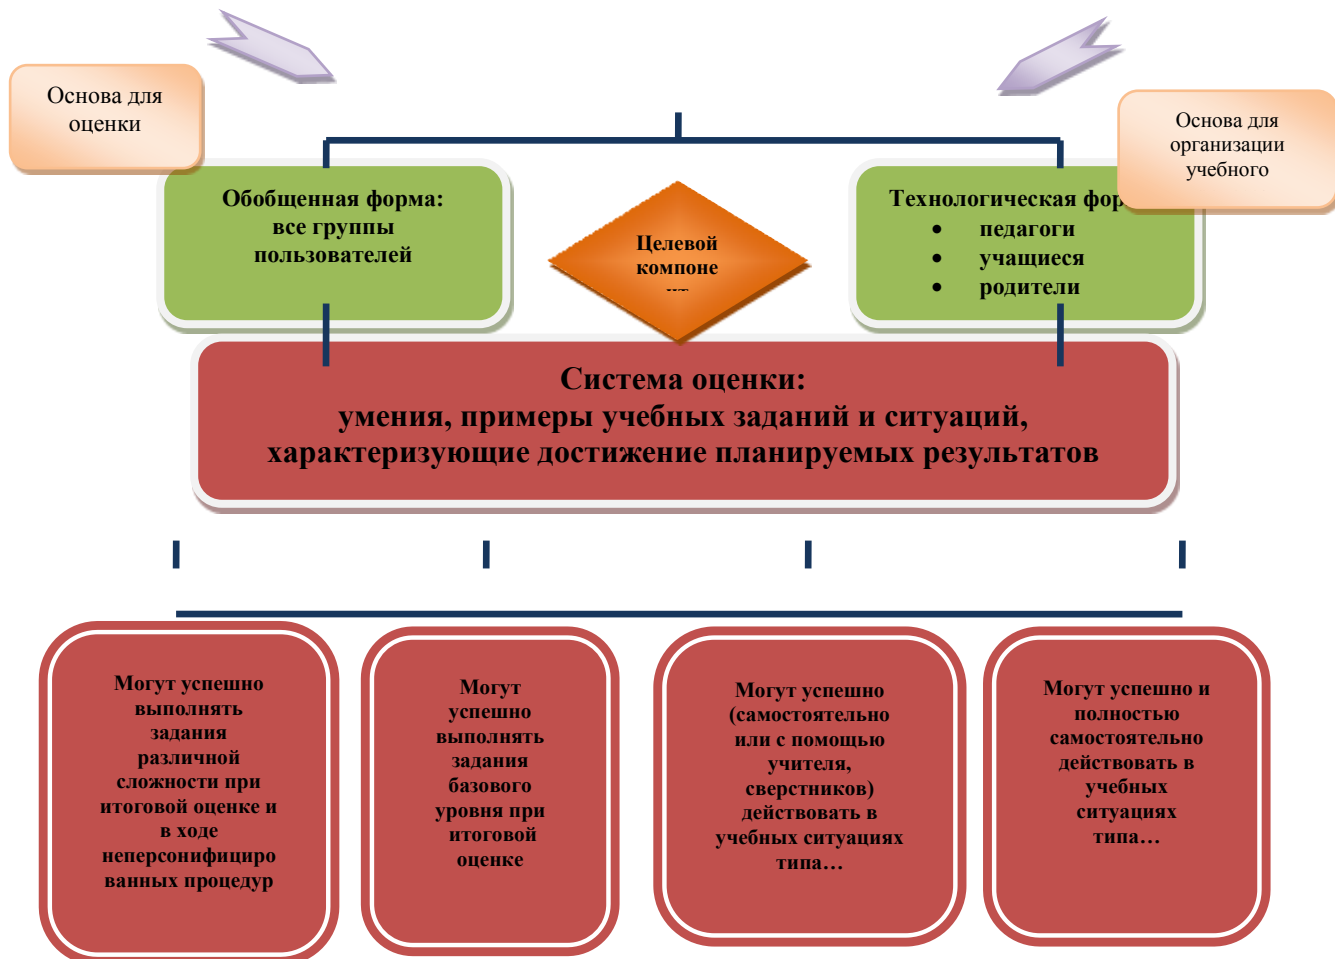 Основа для
оценки
Основа для
организации
учебного
Обобщенная форма:
все группы
пользователей
Целевой
компоне
Технологическая фор
• педагоги
• учащиеся
• родители
Система оценки:
умения, примеры учебных заданий и ситуаций,
характеризующие достижение планируемых результатов
Могут успешно
выполнять
задания
различной
сложности при
итоговой оценке и
в ходе
неперсонифициро
ванных процедур
Могут
успешно
выполнять
задания
базового
уровня при
итоговой
оценке
Могут успешно
(самостоятельно
или с помощью
учителя,
сверстников)
действовать в
учебных ситуациях
типа…
Могут успешно и
полностью
самостоятельно
действовать в
учебных
ситуациях
типа…